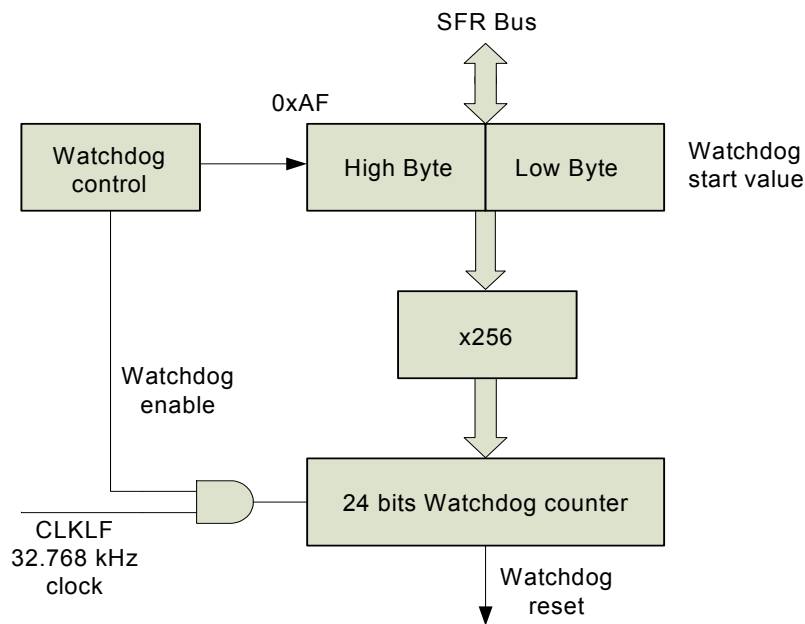 SFR Bus
0xAF
Watchdog
control
High Byte
Low Byte
Watchdog
start value
x256
Watchdog
enable
24 bits Watchdog counter
CLKLF
32.768 kHz
clock
Watchdog
reset